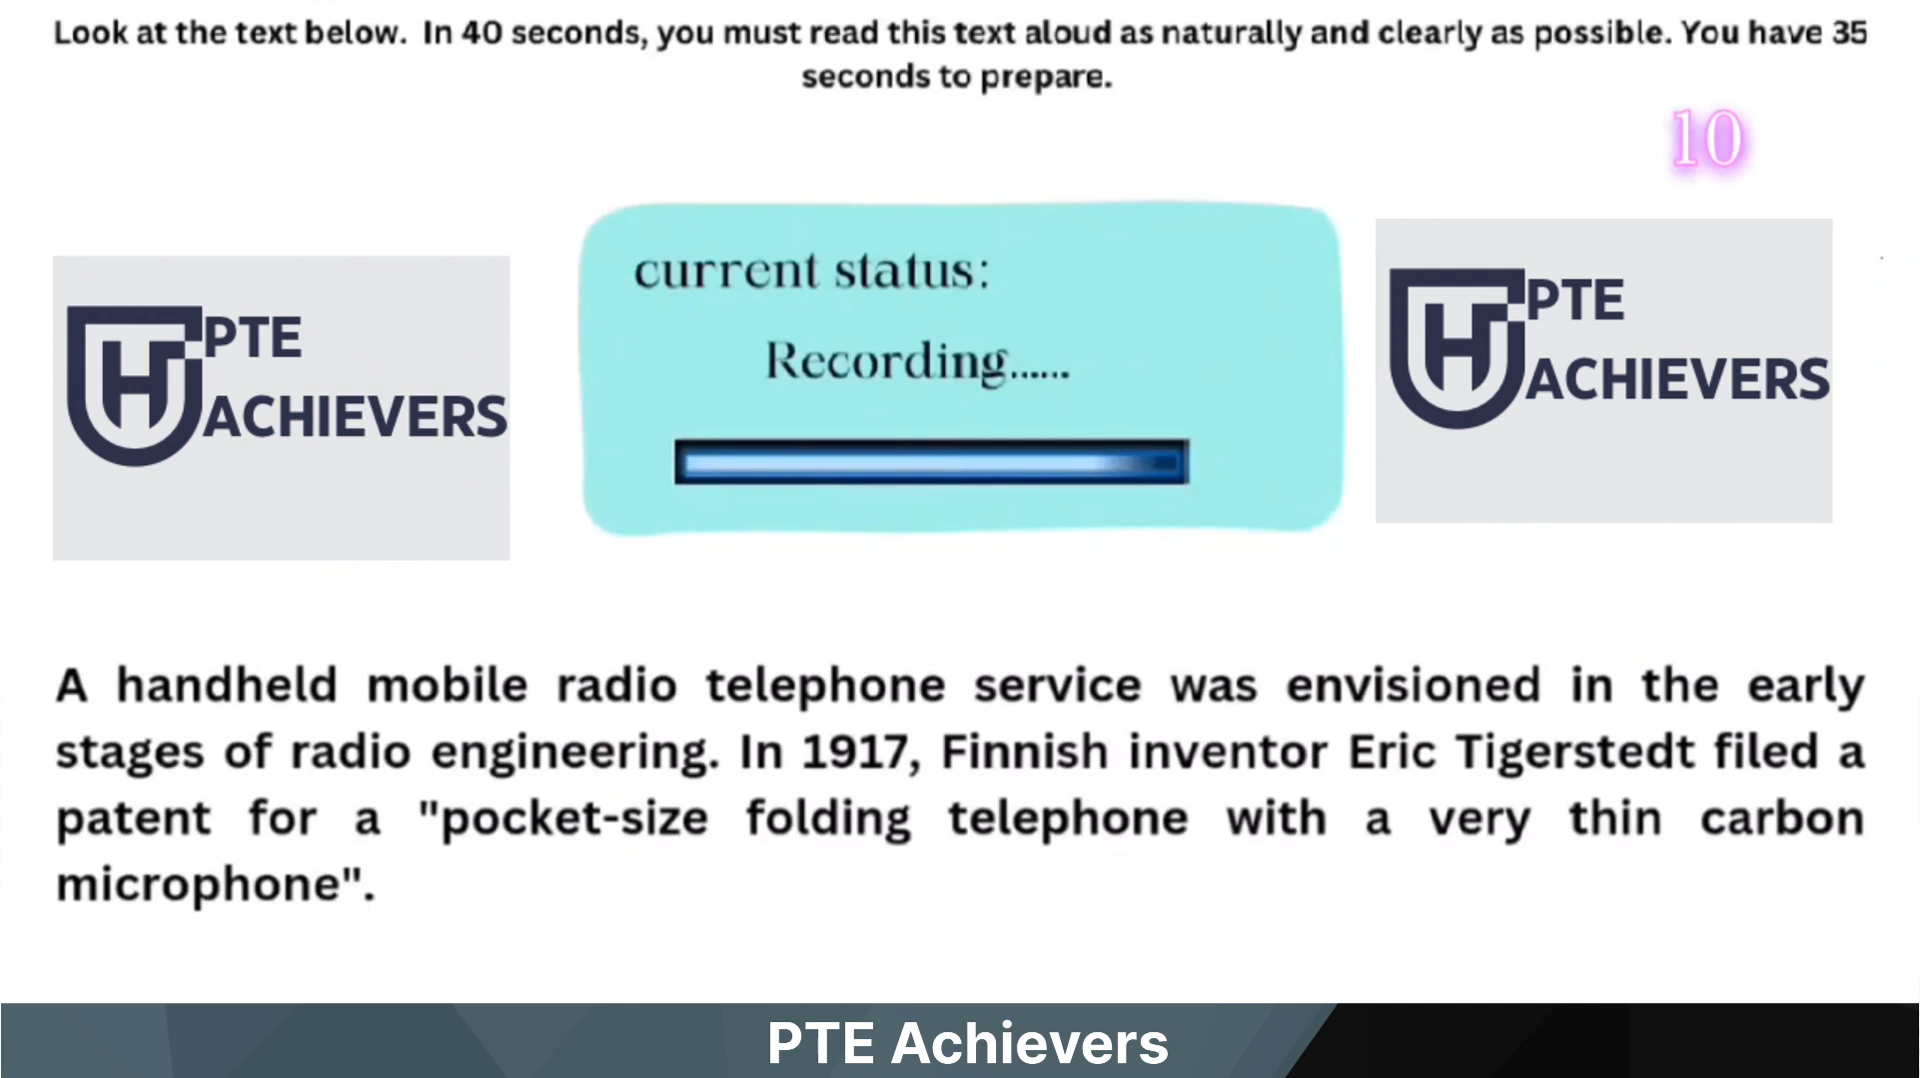 Look at the text below.  In 40 seconds, you must read this text aloud as naturally and clearly as possible. You have 35
seconds to prepare.
10
current status:
Recording......
PTE
ACHIEVERS
PTE
ACHIEVERS
A handheld mobile radio telephone service was envisioned in the early
stages of radio engineering. In 1917, Finnish inventor Eric Tigerstedt filed a
patent for a "pocket-size folding telephone with a very thin carbon
microphone".
PTE Achievers